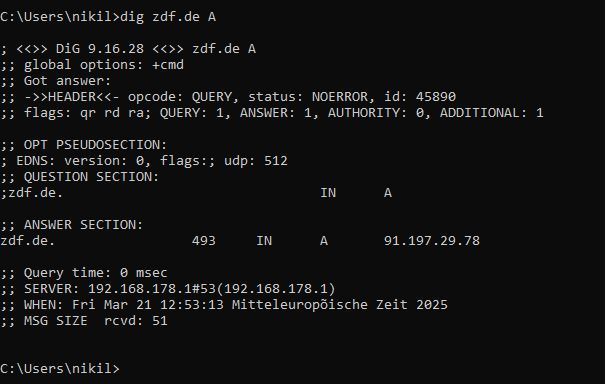 C:\Users\nikil>dig zdf.de A
; <<>> DiG 9.16.28 <<>> zdf.de A
;; global options: +cmd
;; Got answer:
;; ->>HEADER<<- opcode: QUERY, status: NOERROR, id: 45890
;; flags: qr rd ra; QUERY: 1, ANSWER: 1, AUTHORITY: 0, ADDITIONAL: 1
;; OPT PSEUDOSECTION:
; EDNS: version: 0, flags:; udp: 512
;; QUESTION SECTION:
;zdf.de. IN A
;; ANSWER SECTION:
zdf.de. 493 IN A 91.197.29.78
;; Query time: 0 msec
;; SERVER: 192.168.178.1#53(192.168.178.1)
;; WHEN: Fri Mar 21 12:53:13 Mitteleuropõische Zeit 2025
;; MSG SIZE rcvd: 51
C:\Users\nikil>